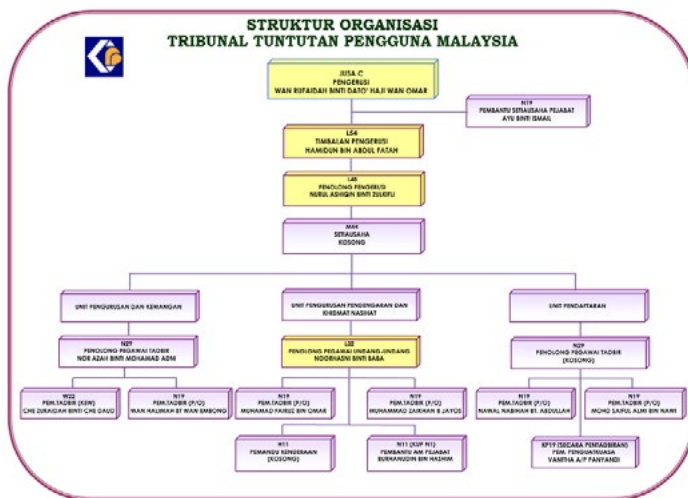 STRUKTUR ORGANISASI
TRIBUNAL TUNTUTAN PENGGUNA MALAYSIA
JUSA C
PENGERUSI
WAN RUFAIDAH BINTI DATO' HAJI WAN OMAR
N19
PEMBANTU SETIAUSAHA PEJABAT
AYU BINTI ISMAIL
L54
TIMBALAN PENGERUSI
HAMIDUN BIN ABDUL FATAH
L48
PENOLONG PENGERUSI
NURUL ASHIQIN BINTI ZULKIFLI
M44
SETIAUSAHA
KOSONG
UNIT PENGURUSAN DAN KEWANGAN
UNIT PENGURUSAN PENDENGARAN DAN
KHIDMAT NASIHAT
UNIT PENDAFTARAN
N29
PENOLONG PEGAWAI TADBIR
NOR AZAH BINTI MOHAMAD ADNI
L32
PENOLONG PEGAWAI UNDANG-UNDANG
NOORHASNI BINTI BABA
N29
PENOLONG PEGAWAI TADBIR
(KOSONG)
W22
PEM.TADBIR (KEW)
CHE ZURAIDAH BINTI CHE DAUD
N19
PEM.TADBIR (P/O)
WAN HALIMAH BT WAN EMBONG
N19
PEM.TADBIR (P/O)
MUHAMAD FAIRUZ BIN OMAR
N19
PEM.TADBIR (P/O)
MUHAMMAD ZAIKHAN B JAYOS
N19
PEM.TADBIR (P/O)
NAWAL NABIHAH BT. ABDULLAH
N19
PEM.TADBIR (P/O)
MOHD SAIFUL ALMI BIN NAWI
H11
PEMANDU KENDERAAN
(KOSONG)
N11 (KUP N1)
PEMBANTU AM PEJABAT
BURHANUDIN BIN HASHIM
KP19 (SECARA PENTADBIRAN)
PEM. PENGUATKUASA
VANITHA A/P PANYANDI